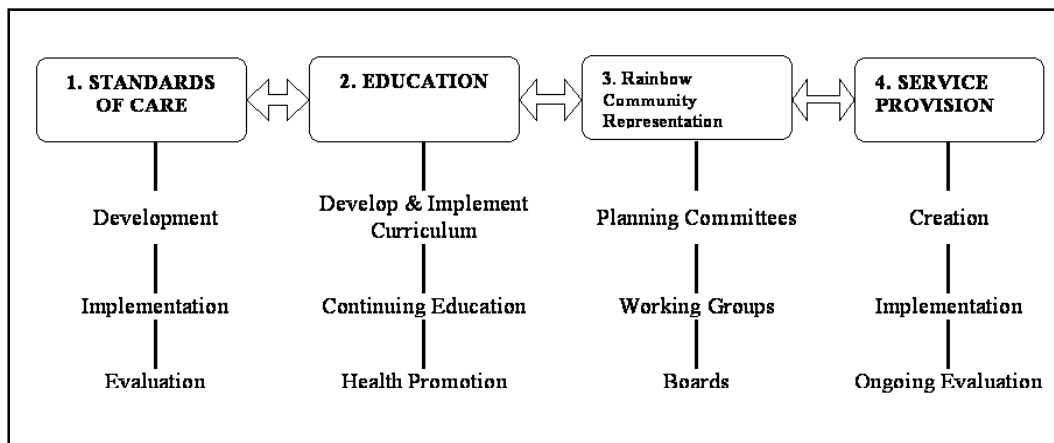 1. STANDARDS
OF CARE
2. EDUCATION
3. Rainbow
Community
Representation
4. SERVICE
PROVISION
Development
Develop & Implement
Curriculum
Planning Committees
Creation
Implementation
Continuing Education
Working Groups
Implementation
Evaluation
Health Promotion
Boards
Ongoing Evaluation